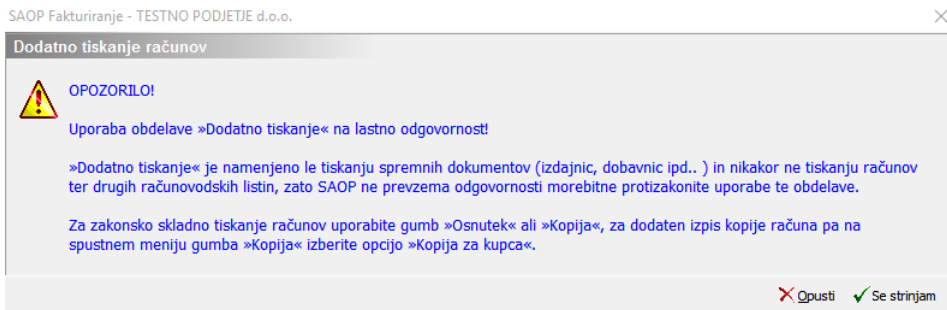 SAOP Fakturiranje - TESTNO PODJETJE d.o.o.
Dodatno tiskanje računov
OPOZORILO!
Uporaba obdelave »Dodatno tiskanje« na lastno odgovornost!
»Dodatno tiskanje« je namenjeno le tiskanju spremnih dokumentov (izdajnic, dobavnic ipd.. ) in nikakor ne tiskanju računov
ter drugih računovodskih listin, zato SAOP ne prevzema odgovornosti morebitne protizakonite uporabe te obdelave.
Za zakonsko skladno tiskanje računov uporabite gumb »Osnutek« ali »Kopija«, za dodaten izpis kopije računa pa na
spustnem meniju gumba »Kopija« izberite opcijo »Kopija za kupca«.
Opusti Se strinjam